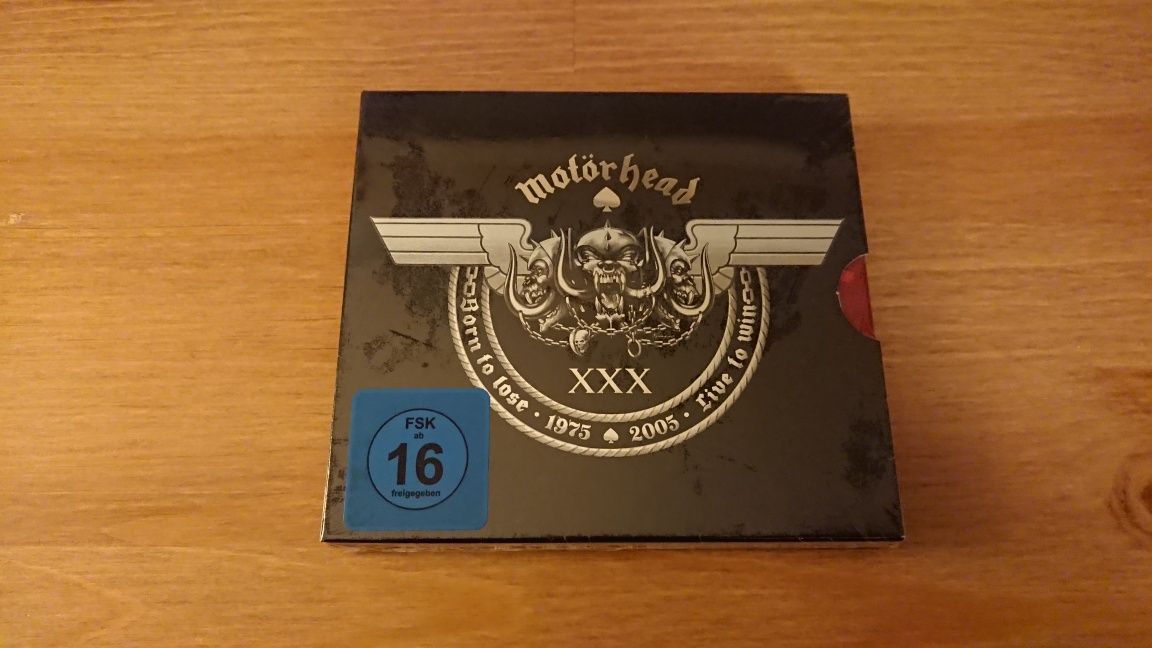 Motörhead
XXX
Born to lose · 1975 ♠ 2005 · Live to win
FSK
ab
16
freigegeben